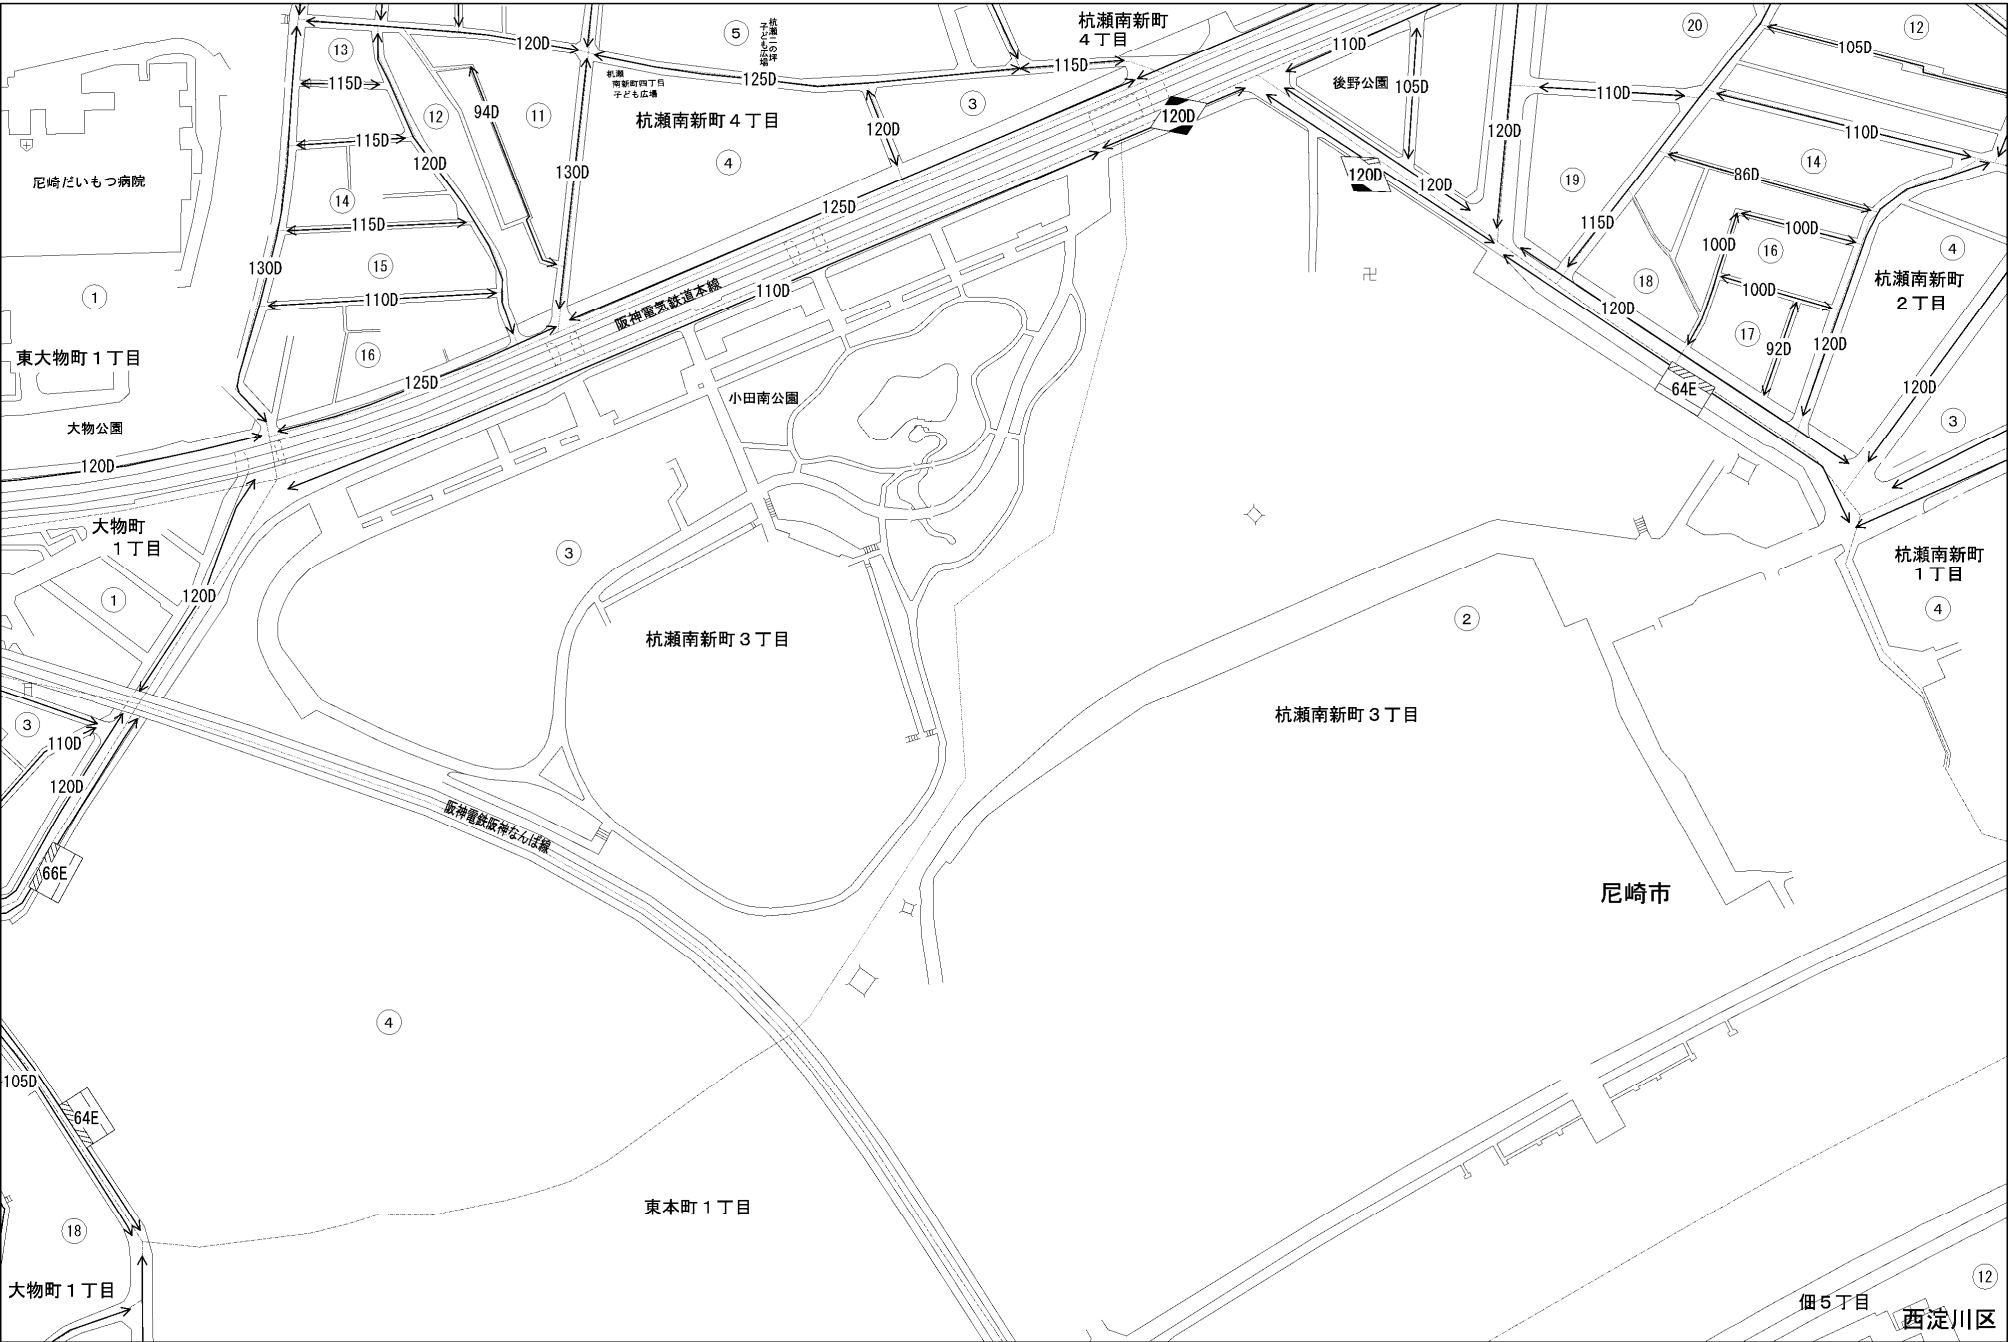 杭瀬南新町
４丁目
⑤
杭瀬二の坪
子ども広場
⑳
⑫
⑬
120D
110D
105D
125D
115D
杭瀬
南新町四丁目
子ども広場
後野公園
105D
115D
94D
⑫
⑪
③
110D
杭瀬南新町４丁目
120D
120D
120D
110D
115D
120D
④
⑭
尼崎だいもつ病院
130D
120D
120D
86D
⑲
⑭
125D
115D
100D
115D
④
100D
⑯
⑮
130D
杭瀬南新町
２丁目
⑱
110D
100D
①
110D
阪神電気鉄道本線
120D
⑰
92D
120D
東大物町１丁目
⑯
125D
64E
120D
小田南公園
大物公園
③
120D
大物町
１丁目
③
杭瀬南新町
１丁目
①
120D
④
②
杭瀬南新町３丁目
杭瀬南新町３丁目
③
110D
120D
阪神電鉄阪神なんば線
66E
尼崎市
④
105D
64E
東本町１丁目
⑱
大物町１丁目
⑫
佃５丁目
西淀川区